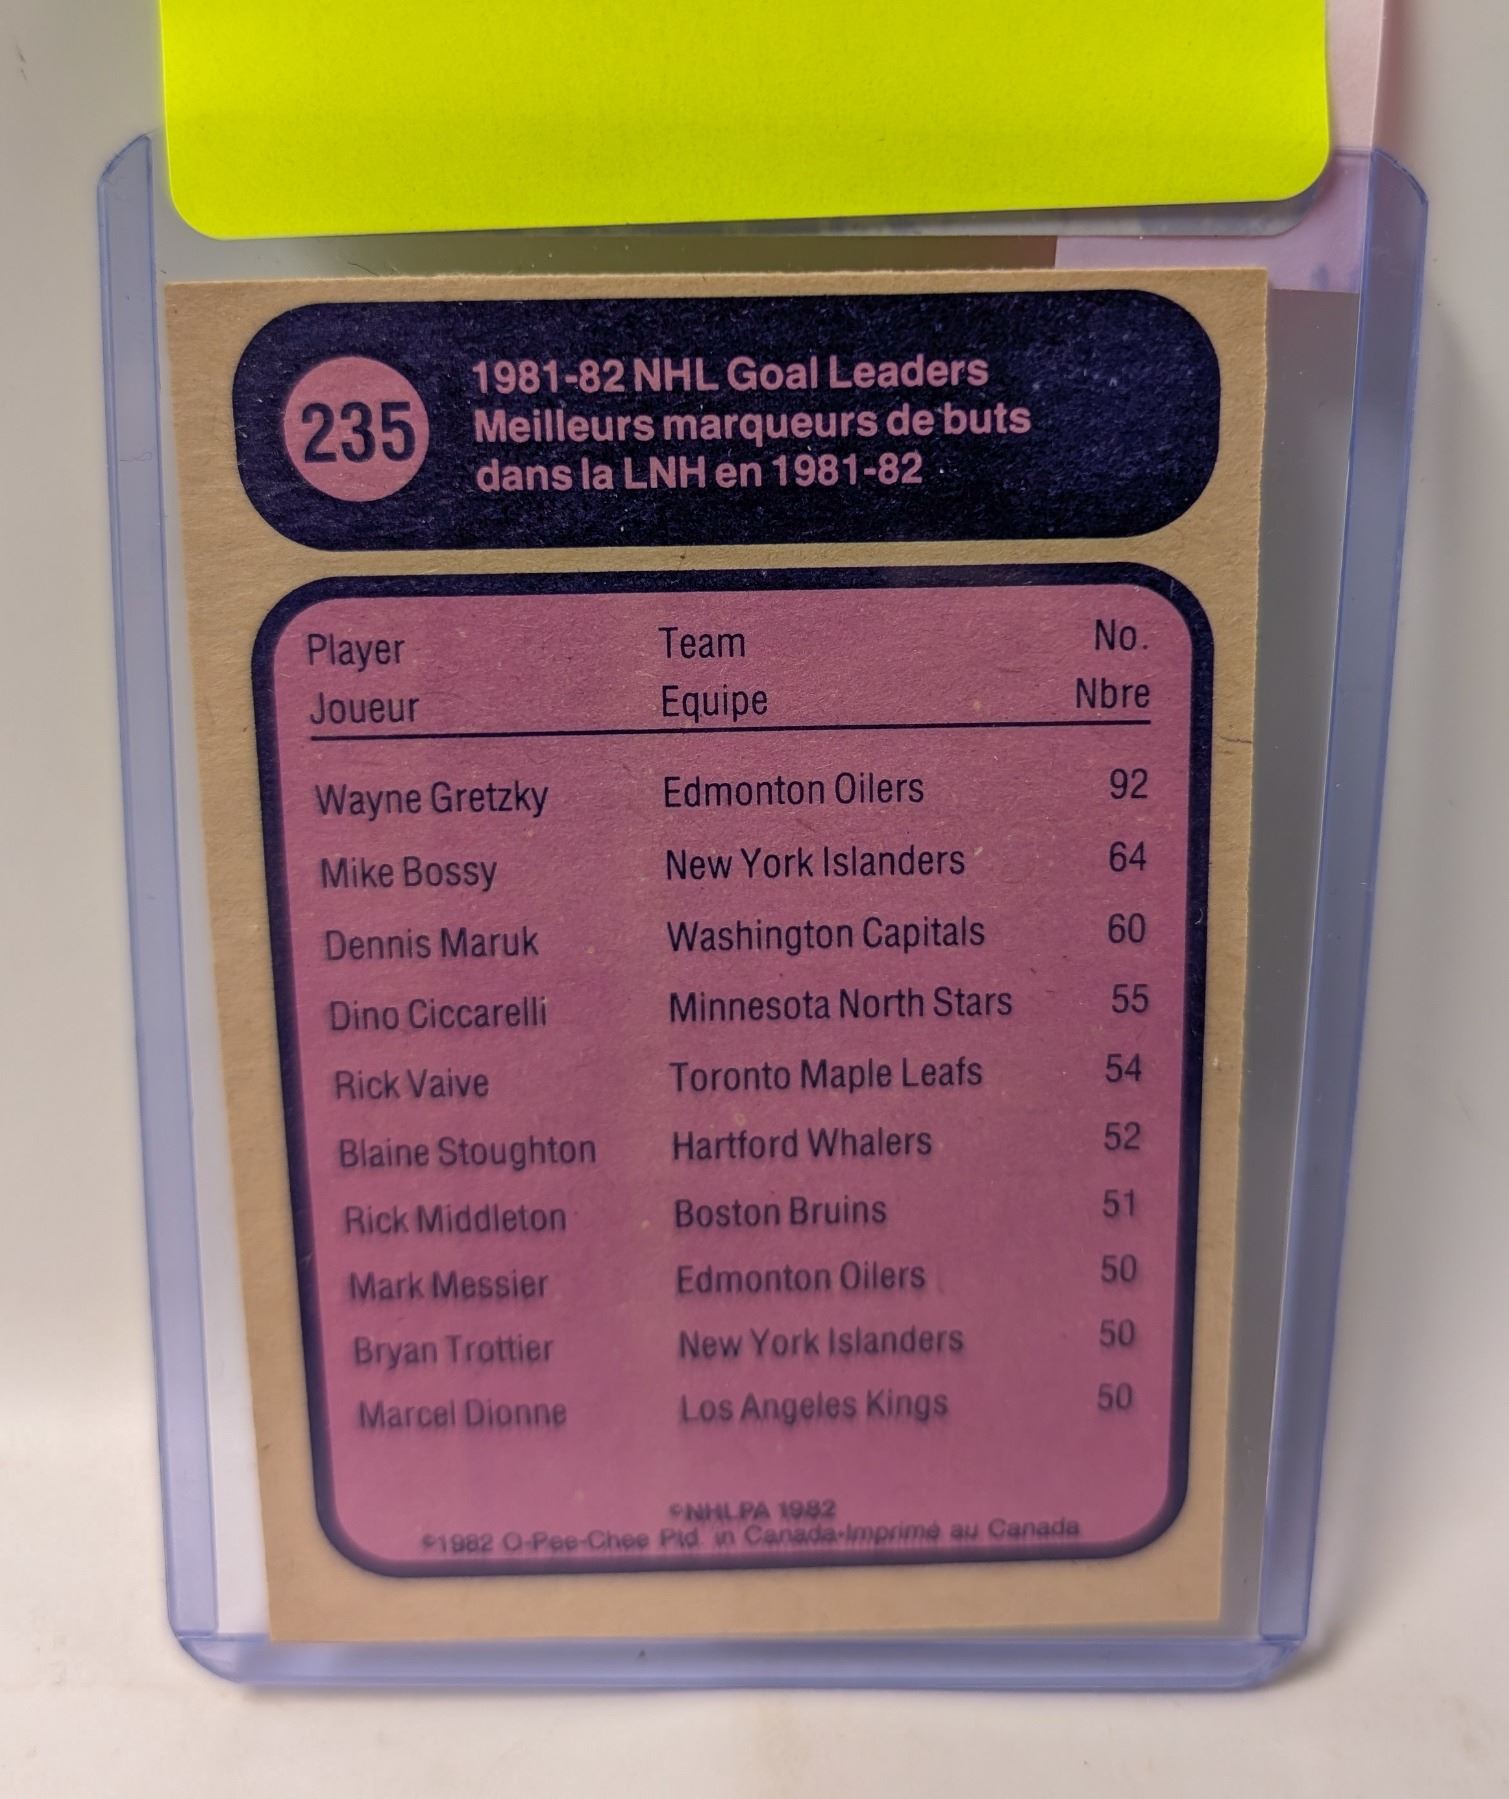 235
1981-82 NHL Goal Leaders
Meilleurs marqueurs de buts
dans la LNH en 1981-82
Player Team No.
Joueur Equipe Nbre
Wayne Gretzky Edmonton Oilers 92
Mike Bossy New York Islanders 64
Dennis Maruk Washington Capitals 60
Dino Ciccarelli Minnesota North Stars 55
Rick Vaive Toronto Maple Leafs 54
Blaine Stoughton Hartford Whalers 52
Rick Middleton Boston Bruins 51
Mark Messier Edmonton Oilers 50
Bryan Trottier New York Islanders 50
Marcel Dionne Los Angeles Kings 50
©NHLPA 1982
©1982 O-Pee-Chee Ptd. in Canada-Imprimé au Canada